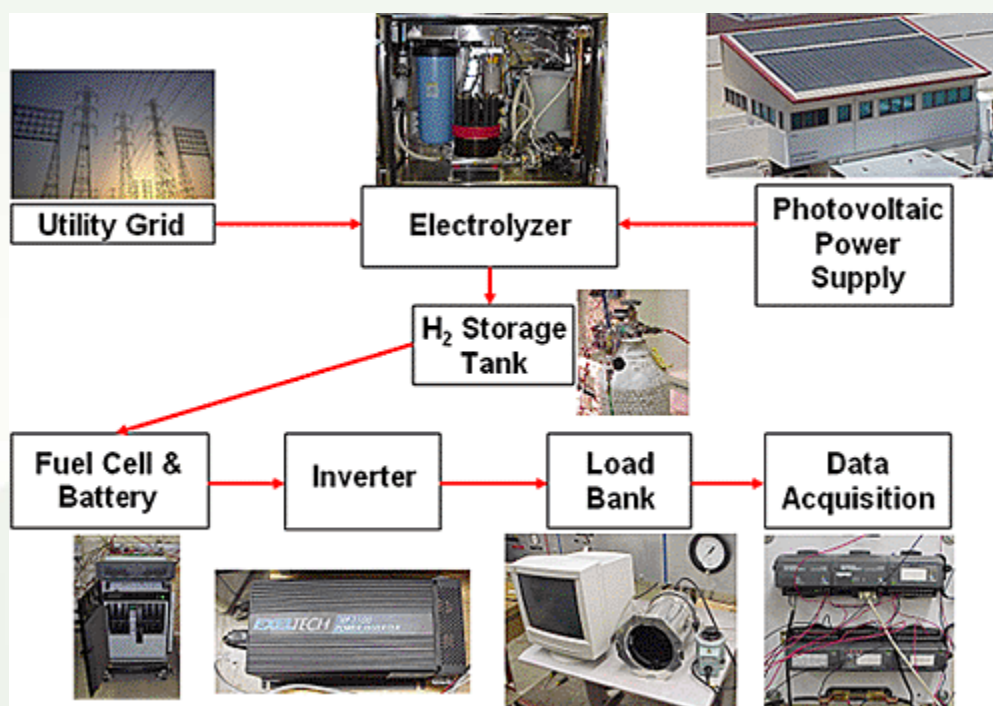 Utility Grid
Electrolyzer
Photovoltaic
Power
Supply
H₂ Storage
Tank
Fuel Cell &
Battery
Inverter
Load
Bank
Data
Acquisition
EXELTECH